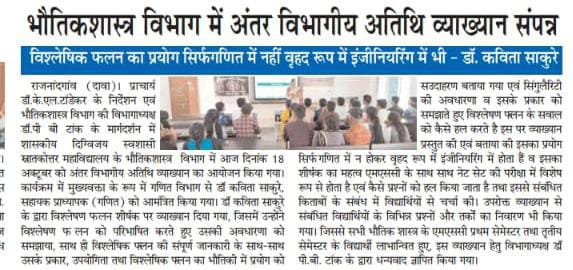 भौतिकशास्त्र विभाग में अंतर विभागीय अतिथि व्याख्यान संपन्न
विश्लेषिक फलन का प्रयोग सिर्फगणित में नहीं वृहद रूप में इंजीनियरिंग में भी - डॉ. कविता साकुरे
राजनांदगांव (दावा)। प्राचार्य
डॉ.के.एल.टांडेकर के निर्देशन एवं
भौतिकशास्त्र विभाग की विभागाध्यक्ष
डॉ.पी बी टांक के मार्गदर्शन में
शासकीय दिग्विजय स्वशासी
स्नातकोत्तर महाविद्यालय के भौतिकशास्त्र विभाग में आज दिनांक 18
अक्टूबर को अंतर विभागीय अतिथि व्याख्यान का आयोजन किया गया।
कार्यक्रम में मुख्यवक्ता के रूप में गणित विभाग से डॉ कविता साकुरे,
सहायक प्राध्यापक (गणित) को आमंत्रित किया गया। डॉ कविता साकुरे
के द्वारा विश्लेषण फलन शीर्षक पर व्याख्यान दिया गया, जिसमें उन्होंने
विश्लेषण फ लन को परिभाषित करते हुए उसकी अवधारणा को
समझाया, साथ ही विश्लेषिक फलन की संपूर्ण जानकारी के साथ-साथ
उसके प्रकार, उपयोगिता तथा विश्लेषिक फलन का भौतिकी में प्रयोग को
सउदाहरण बताया गया एवं सिंगुलैरिटी
की अवधारणा व इसके प्रकार को
समझाते हुए विश्लेषण फलन के सवाल
को कैसे हल करते है इस पर व्याख्यान
प्रस्तुत की एवं बताया की इसका प्रयोग
सिर्फगणित में न होकर वृहद रूप में इंजीनियरिंग में होता हैं व इसका
शीर्षक का महत्व एमएससी के साथ साथ नेट सेट की परीक्षा में विशेष
रूप से होता है एवं कैसे प्रश्नों को हल किया जाता है तथा इससे संबंधित
किताबों के संबंध में विद्यार्थियों से चर्चा की। उपरोक्त व्याख्यान से
संबंधित विद्यार्थियों के विभिन्न प्रश्नों और तर्कों का निवारण भी किया
गया। जिससे सभी भौतिक शास्त्र के एमएससी प्रथम सेमेस्टर तथा तृतीय
सेमेस्टर के विद्यार्थी लाभान्वित हुए, इस व्याख्यान हेतु विभागाध्यक्ष डॉ
पी.बी. टांक के द्वारा धन्यवाद ज्ञापित किया गया।